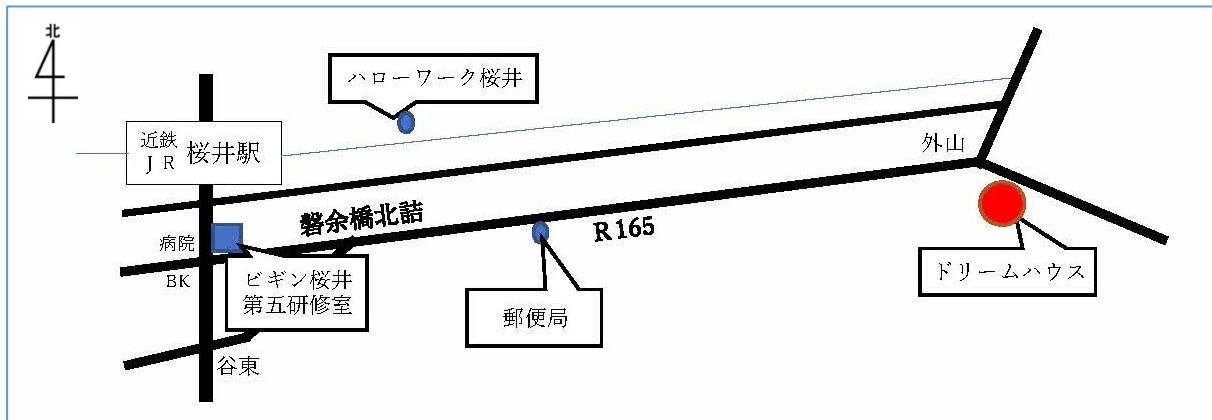 北
ハローワーク桜井
近鉄
ＪＲ
桜井駅
外山
磐余橋北詰
R165
病院
BK
ビギン桜井
第五研修室
郵便局
ドリームハウス
谷東